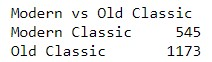 Modern vs Old Classic
Modern Classic 545
Old Classic 1173